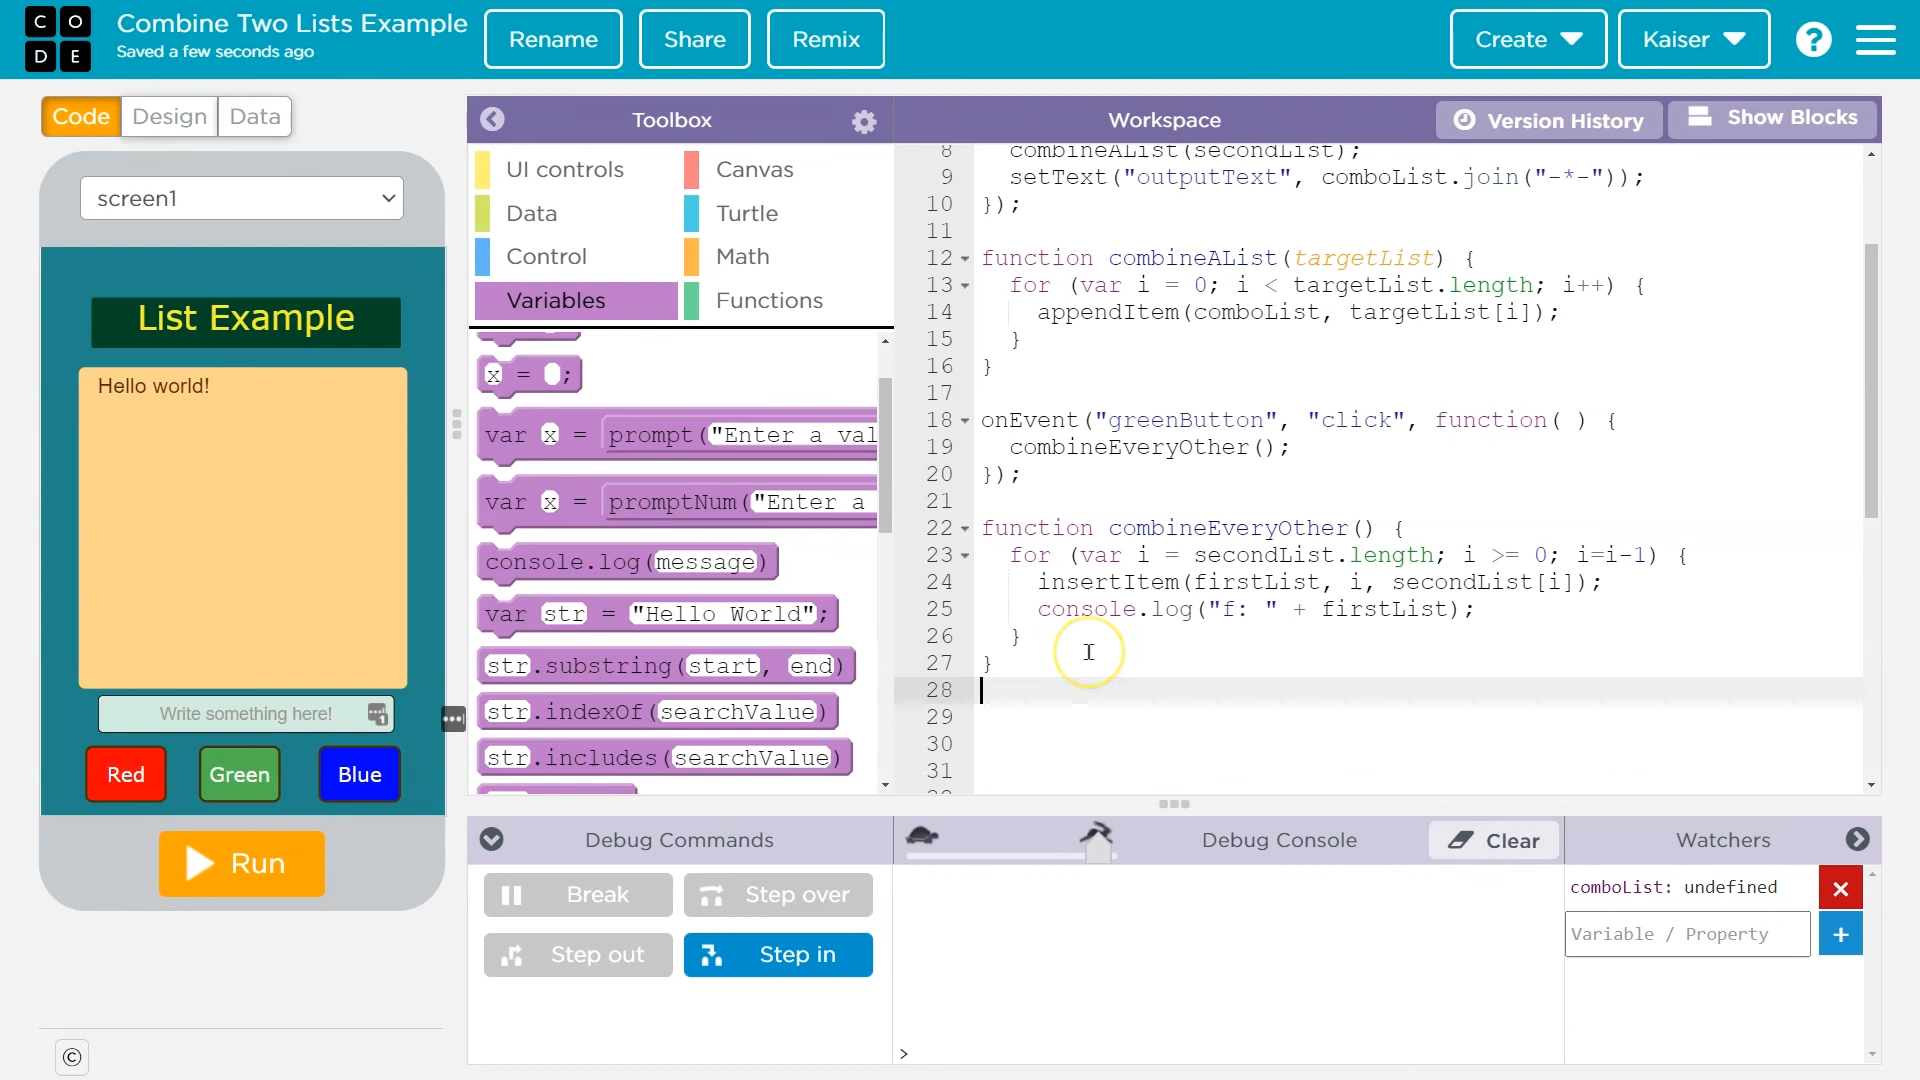 C O
D E
Combine Two Lists Example
Saved a few seconds ago
Rename
Share
Remix
Create
Kaiser
?
Code
Design
Data
screen1
List Example
Hello world!
Write something here!
Red
Green
Blue
Run
©
Toolbox
UI controls
Canvas
Data
Turtle
Control
Math
Variables
Functions
x = ;
var x = prompt("Enter a val
var x = promptNum("Enter a
console.log(message)
var str = "Hello World";
str.substring(start, end)
str.indexOf(searchValue)
str.includes(searchValue)
Workspace
Version History
Show Blocks
8 combineAList(secondList);
9 setText("outputText", comboList.join("-*-"));
10 });
11
12 function combineAList(targetList) {
13 for (var i = 0; i < targetList.length; i++) {
14 appendItem(comboList, targetList[i]);
15 }
16 }
17
18 onEvent("greenButton", "click", function( ) {
19 combineEveryOther();
20 });
21
22 function combineEveryOther() {
23 for (var i = secondList.length; i >= 0; i=i-1) {
24 insertItem(firstList, i, secondList[i]);
25 console.log("f: " + firstList);
26 }
27 }
28
29
30
31
Debug Commands
Break
Step over
Step out
Step in
Debug Console
Clear
>
Watchers
comboList: undefined
Variable / Property